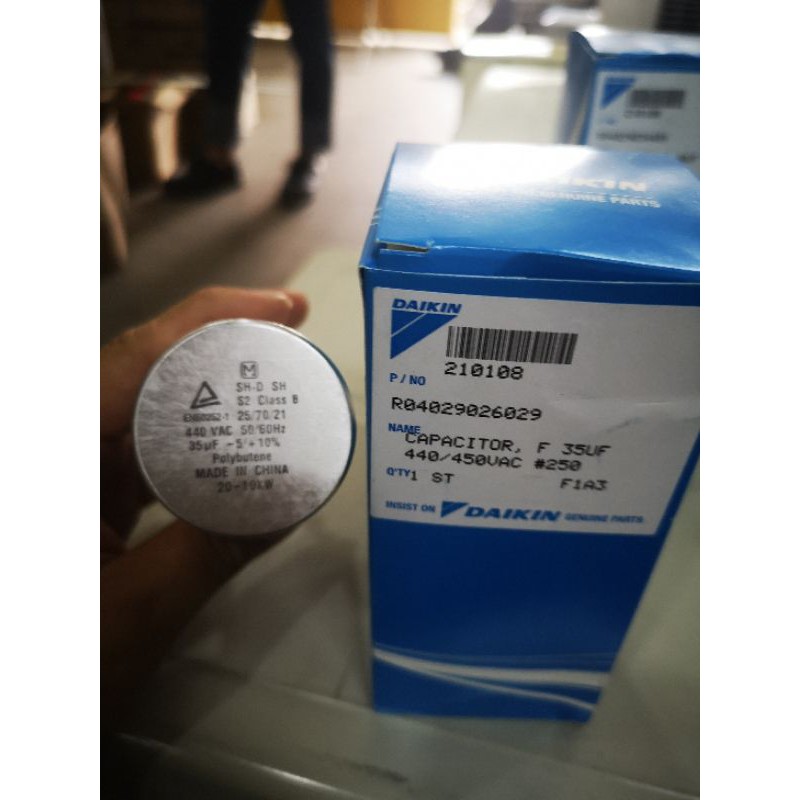 M
SH-D SH
S2 Class B
EN60252-1 25/70/21
440 VAC 50/60Hz
35µF -5/+10%
Polybutene
MADE IN CHINA
DAIKIN
GENUINE PARTS
DAIKIN
210108
P/NO
R04029026029
NAME
CAPACITOR, F 35UF
440/450VAC #250
Q'TY 1 ST F1A3
INSIST ON DAIKIN GENUINE PARTS